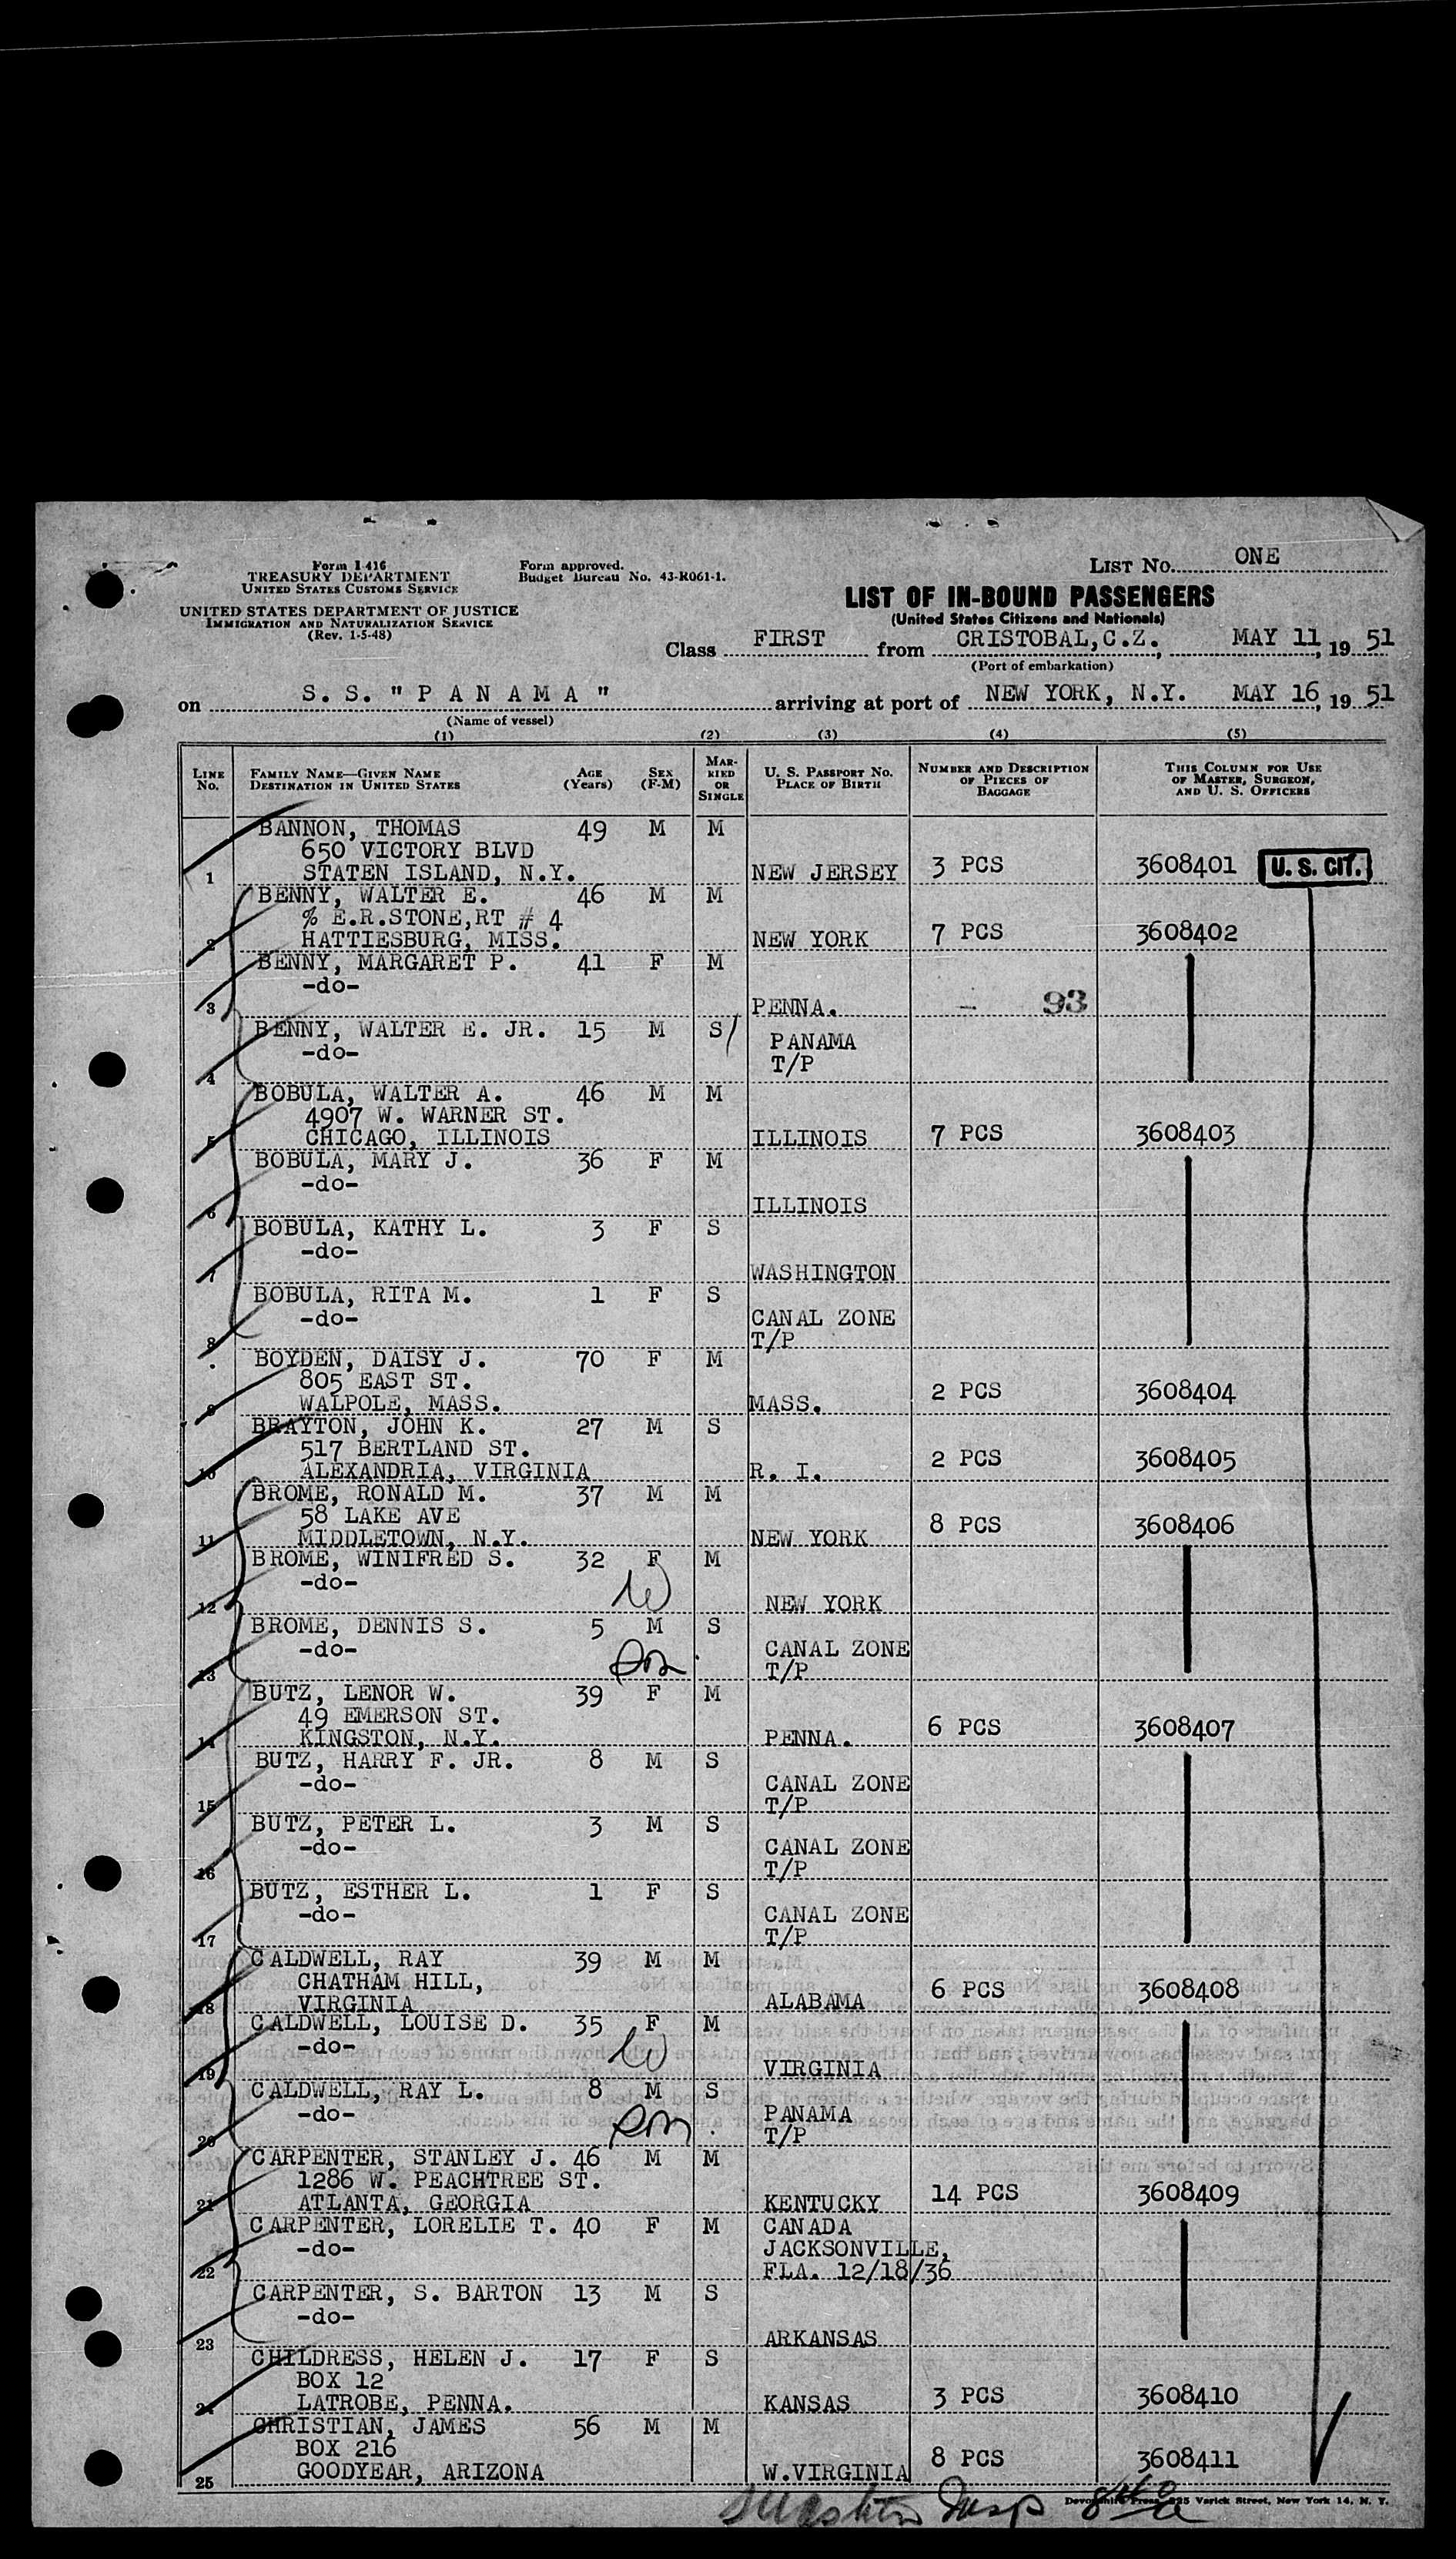 Form I-416
TREASURY DEPARTMENT
UNITED STATES CUSTOMS SERVICE
UNITED STATES DEPARTMENT OF JUSTICE
IMMIGRATION AND NATURALIZATION SERVICE
(Rev. 1-5-48)
Form approved.
Budget Bureau No. 43-R061-1.
LIST No. ONE
LIST OF IN-BOUND PASSENGERS
(United States Citizens and Nationals)
Class FIRST from CRISTOBAL,C.Z., MAY 11, 19 51
(Port of embarkation)
on S. S. "P A N A M A" arriving at port of NEW YORK, N.Y. MAY 16, 19 51
(Name of vessel)
(1) (2) (3) (4) (5)
LINE No. FAMILY NAME—GIVEN NAME DESTINATION IN UNITED STATES AGE (Years) SEX (F-M) MARRIED OR SINGLE U. S. PASSPORT No. PLACE OF BIRTH NUMBER AND DESCRIPTION OF PIECES OF BAGGAGE THIS COLUMN FOR USE OF MASTER, SURGEON, AND U. S. OFFICERS
BANNON, THOMAS 49 M M
650 VICTORY BLVD
1 STATEN ISLAND, N.Y. NEW JERSEY 3 PCS 3608401 U. S. CIT.
BENNY, WALTER E. 46 M M
% E.R.STONE,RT # 4
2 HATTIESBURG, MISS. NEW YORK 7 PCS 3608402
BENNY, MARGARET P. 41 F M
-do-
3 PENNA. - 93
BENNY, WALTER E. JR. 15 M S/
-do- PANAMA
4 T/P
BOBULA, WALTER A. 46 M M
4907 W. WARNER ST.
5 CHICAGO, ILLINOIS ILLINOIS 7 PCS 3608403
BOBULA, MARY J. 36 F M
-do-
6 ILLINOIS
BOBULA, KATHY L. 3 F S
-do-
7 WASHINGTON
BOBULA, RITA M. 1 F S
-do- CANAL ZONE
8 T/P
BOYDEN, DAISY J. 70 F M
805 EAST ST.
9 WALPOLE, MASS. MASS. 2 PCS 3608404
BRAYTON, JOHN K. 27 M S
517 BERTLAND ST.
10 ALEXANDRIA, VIRGINIA R. I. 2 PCS 3608405
BROME, RONALD M. 37 M M
58 LAKE AVE
11 MIDDLETOWN, N.Y. NEW YORK 8 PCS 3608406
BROME, WINIFRED S. 32 F M
-do- W
12 NEW YORK
BROME, DENNIS S. 5 M S
-do- son CANAL ZONE
13 T/P
BUTZ, LENOR W. 39 F M
49 EMERSON ST.
14 KINGSTON, N.Y. PENNA. 6 PCS 3608407
BUTZ, HARRY F. JR. 8 M S
-do- CANAL ZONE
15 T/P
BUTZ, PETER L. 3 M S
-do- CANAL ZONE
16 T/P
BUTZ, ESTHER L. 1 F S
-do- CANAL ZONE
17 T/P
CALDWELL, RAY 39 M M
CHATHAM HILL,
18 VIRGINIA ALABAMA 6 PCS 3608408
CALDWELL, LOUISE D. 35 F M
-do- W
19 VIRGINIA
CALDWELL, RAY L. 8 M S
-do- son PANAMA
20 T/P
CARPENTER, STANLEY J. 46 M M
1286 W. PEACHTREE ST.
21 ATLANTA, GEORGIA KENTUCKY 14 PCS 3608409
CARPENTER, LORELIE T. 40 F M CANADA
-do- JACKSONVILLE,
22 FLA. 12/18/36
CARPENTER, S. BARTON 13 M S
-do-
23 ARKANSAS
CHILDRESS, HELEN J. 17 F S
BOX 12
24 LATROBE, PENNA. KANSAS 3 PCS 3608410
CHRISTIAN, JAMES 56 M M
BOX 216
25 GOODYEAR, ARIZONA W.VIRGINIA 8 PCS 3608411
Insp
Devonshire Press, 225 Varick Street, New York 14, N. Y.